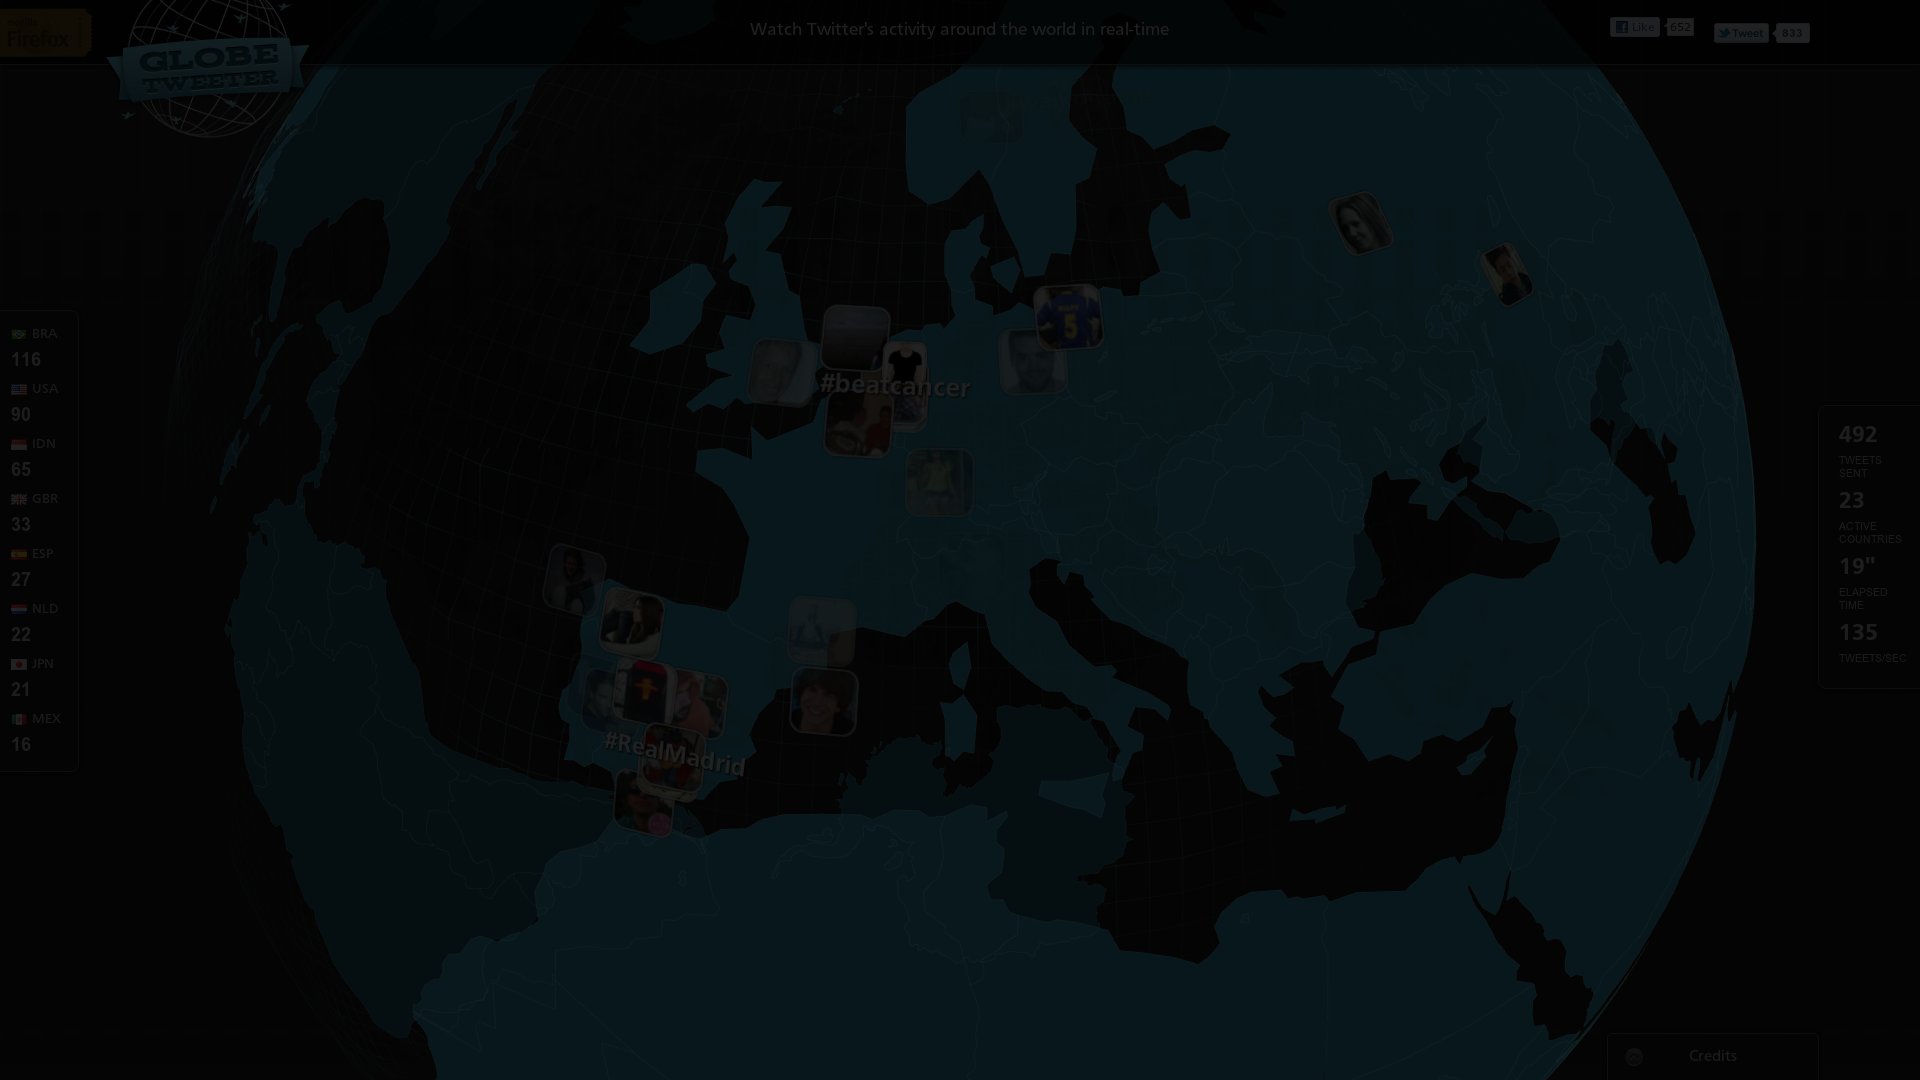 mozilla
Firefox
GLOBE
TWEETER
Watch Twitter's activity around the world in real-time
Like 652
Tweet 833
BRA
116
USA
90
IDN
65
GBR
33
ESP
27
NLD
22
JPN
21
MEX
16
5
#beatcancer
#RealMadrid
492
TWEETS
SENT
23
ACTIVE
COUNTRIES
19"
ELAPSED
TIME
135
TWEETS/SEC
Credits